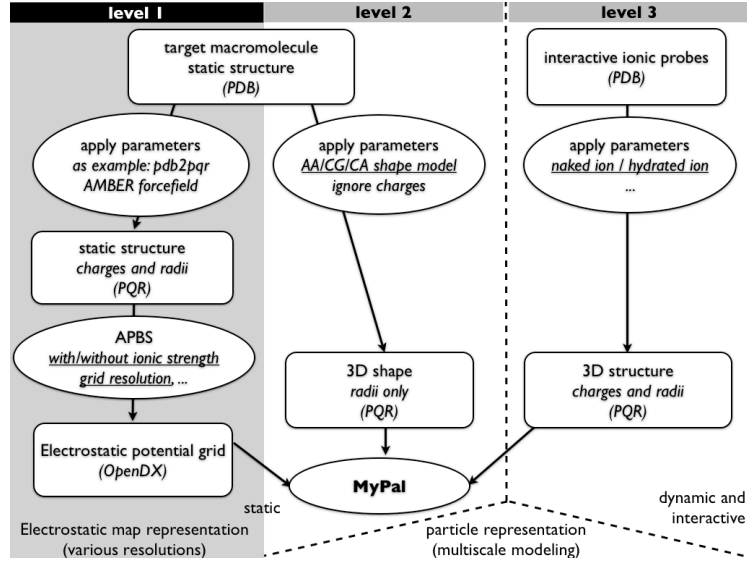 level 1
level 2
level 3
target macromolecule
static structure
(PDB)
interactive ionic probes
(PDB)
apply parameters
as example: pdb2pqr
AMBER forcefield
apply parameters
AA/CG/CA shape model
ignore charges
apply parameters
naked ion / hydrated ion
...
static structure
charges and radii
(PQR)
APBS
with/without ionic strength
grid resolution, ...
3D shape
radii only
(PQR)
3D structure
charges and radii
(PQR)
Electrostatic potential grid
(OpenDX)
MyPal
static
dynamic and
interactive
Electrostatic map representation
(various resolutions)
particle representation
(multiscale modeling)